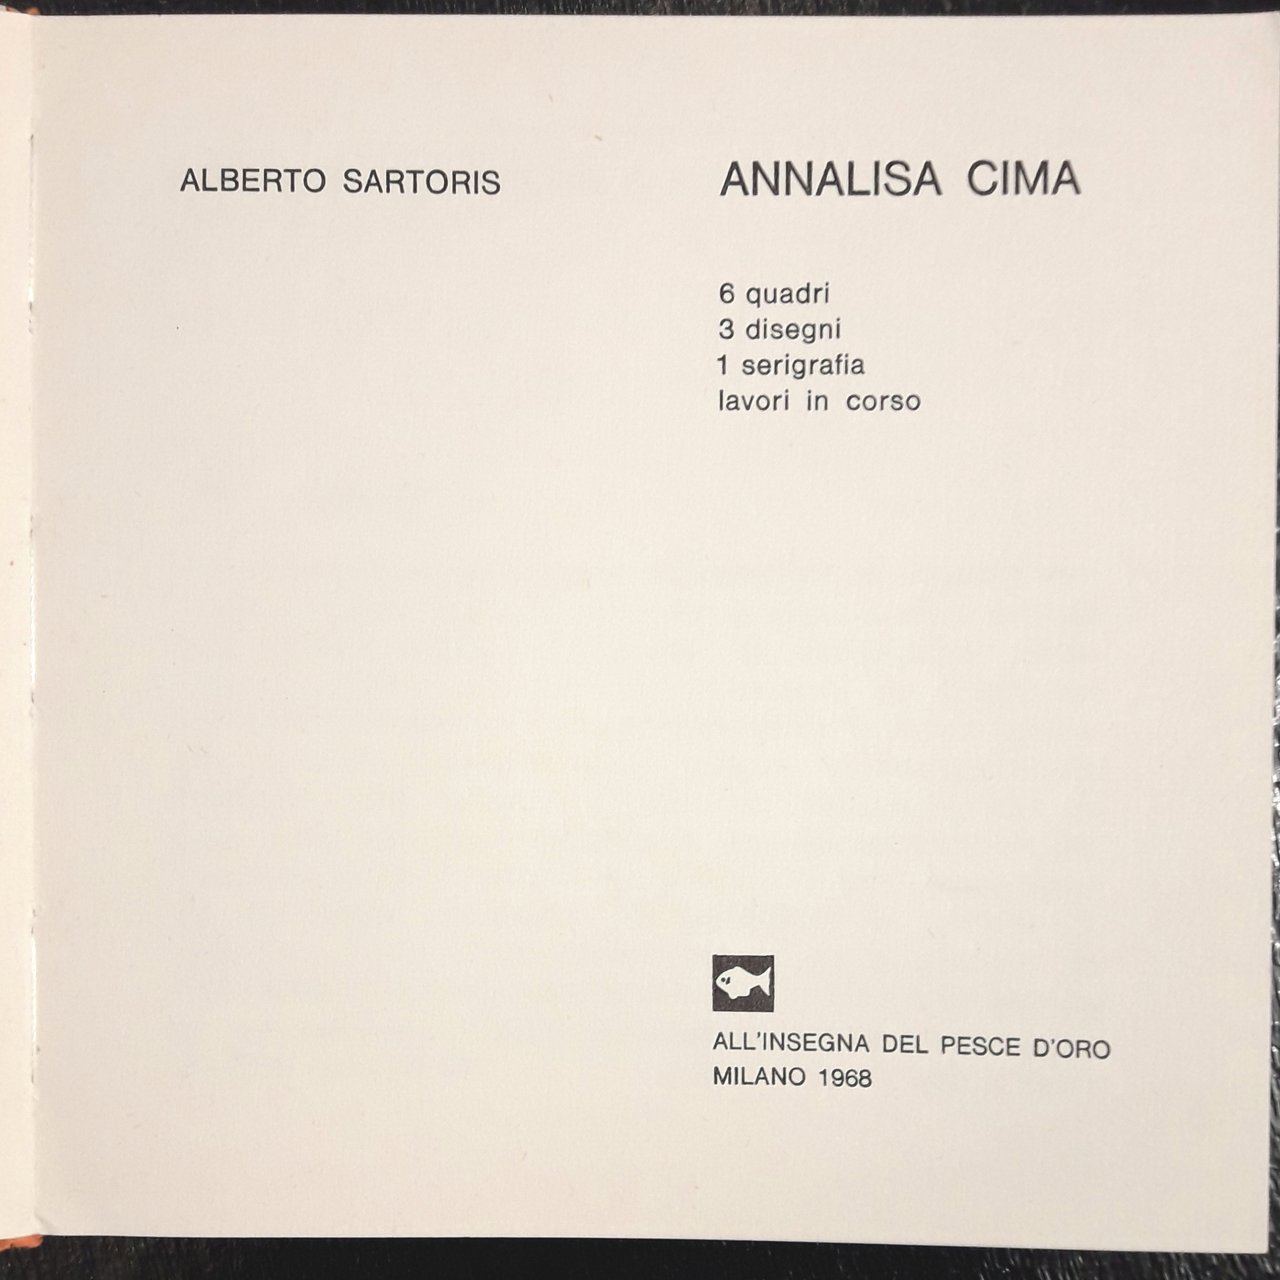 ALBERTO SARTORIS
ANNALISA CIMA
6 quadri
3 disegni
1 serigrafia
lavori in corso
ALL'INSEGNA DEL PESCE D'ORO
MILANO 1968